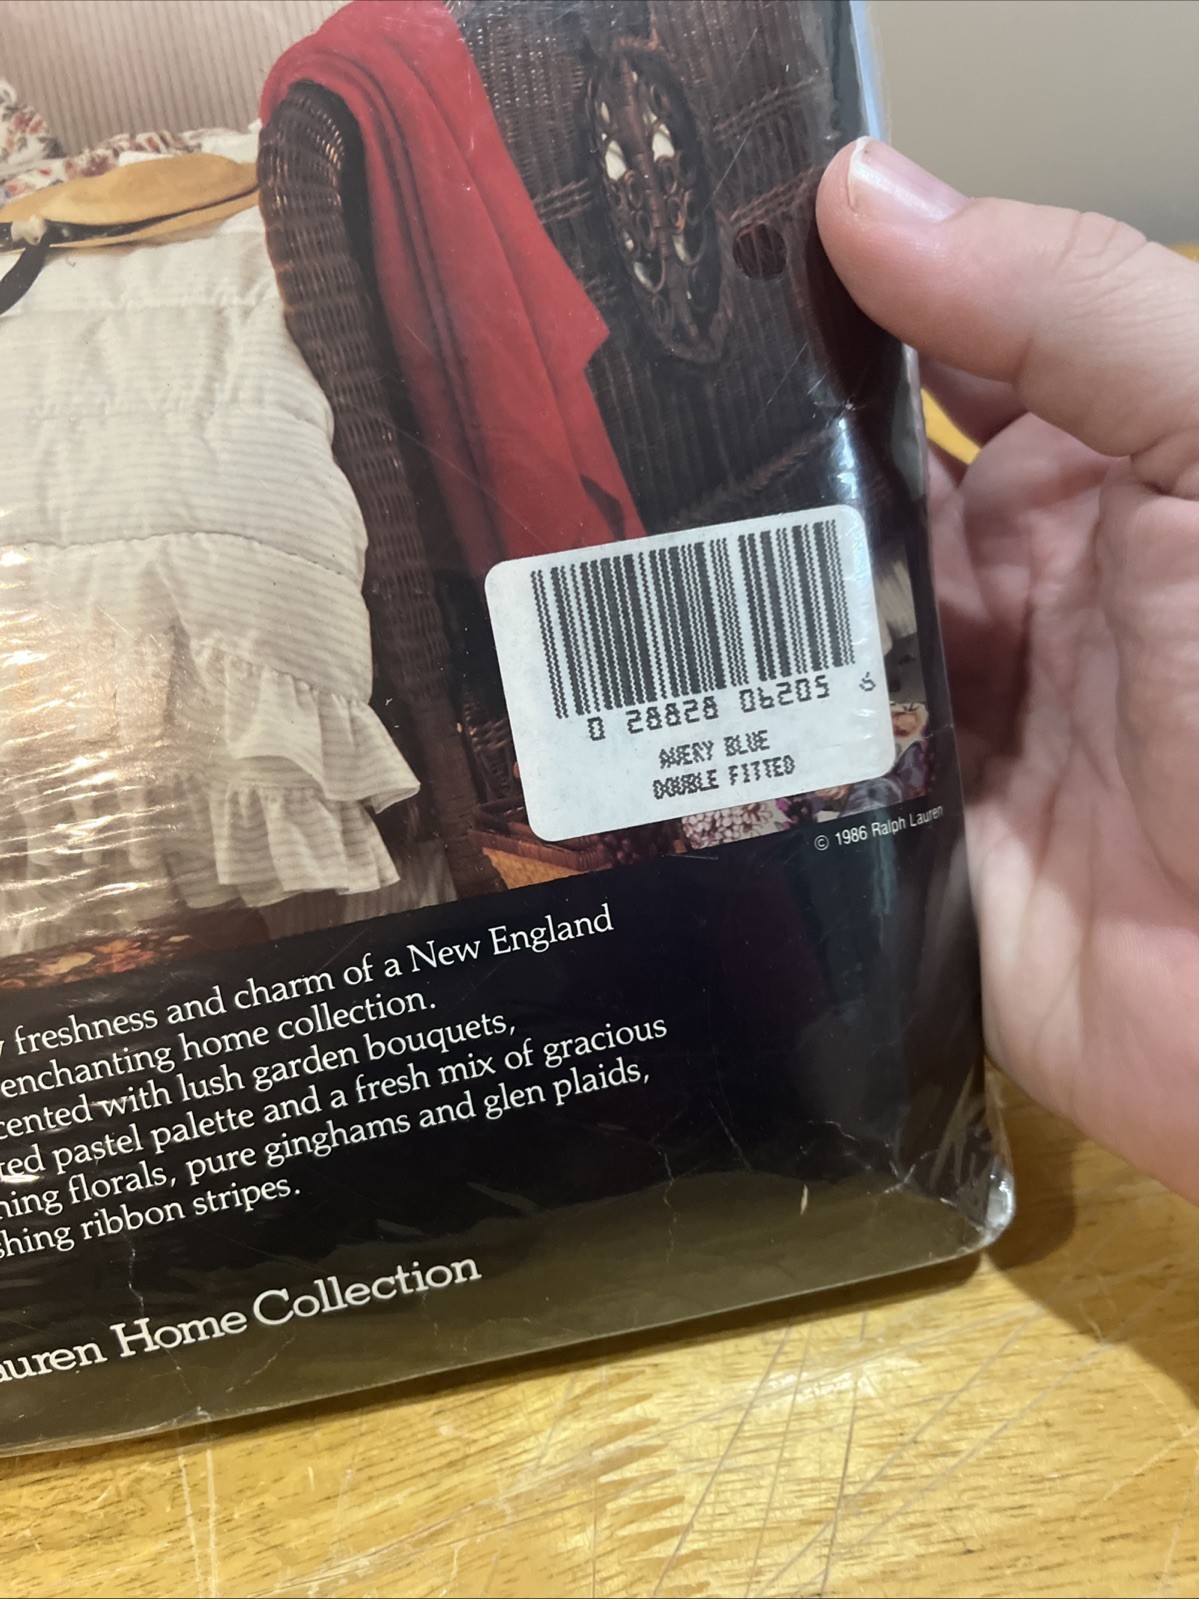 0 28828 06205 6
AVERY BLUE
DOUBLE FITTED
© 1986 Ralph Lauren
freshness and charm of a New England
enchanting home collection.
with lush garden bouquets,
pastel palette and a fresh mix of gracious
florals, pure ginghams and glen plaids,
ribbon stripes.
Home Collection